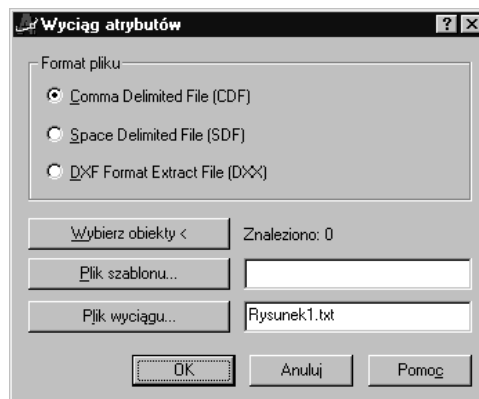 Wyciąg atrybutów
Format pliku
Comma Delimited File (CDF)
Space Delimited File (SDF)
DXF Format Extract File (DXX)
Wybierz obiekty < Znaleziono: 0
Plik szablonu...
Plik wyciągu... Rysunek1.txt
OK Anuluj Pomoc